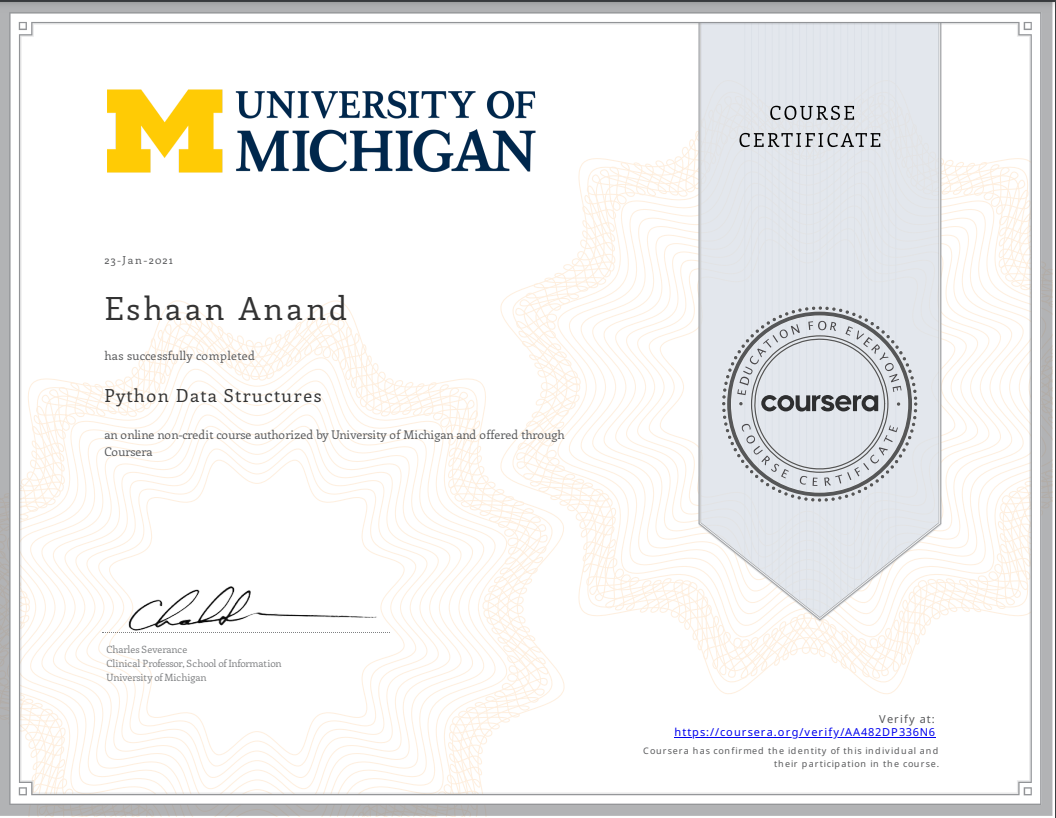 UNIVERSITY OF
MICHIGAN
COURSE
CERTIFICATE
23-Jan-2021
Eshaan Anand
has successfully completed
Python Data Structures
an online non-credit course authorized by University of Michigan and offered through
Coursera
EDUCATION FOR EVERYONE
coursera
COURSE CERTIFICATE
Charles Severance
Clinical Professor, School of Information
University of Michigan
Verify at:
https://coursera.org/verify/AA482DP336N6
Coursera has confirmed the identity of this individual and
their participation in the course.